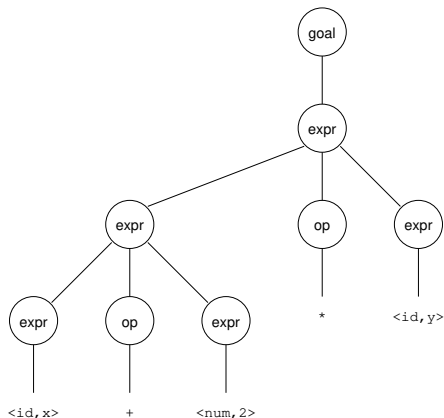 goal
expr
expr op expr
* <id,y>
expr op expr
<id,x> + <num,2>